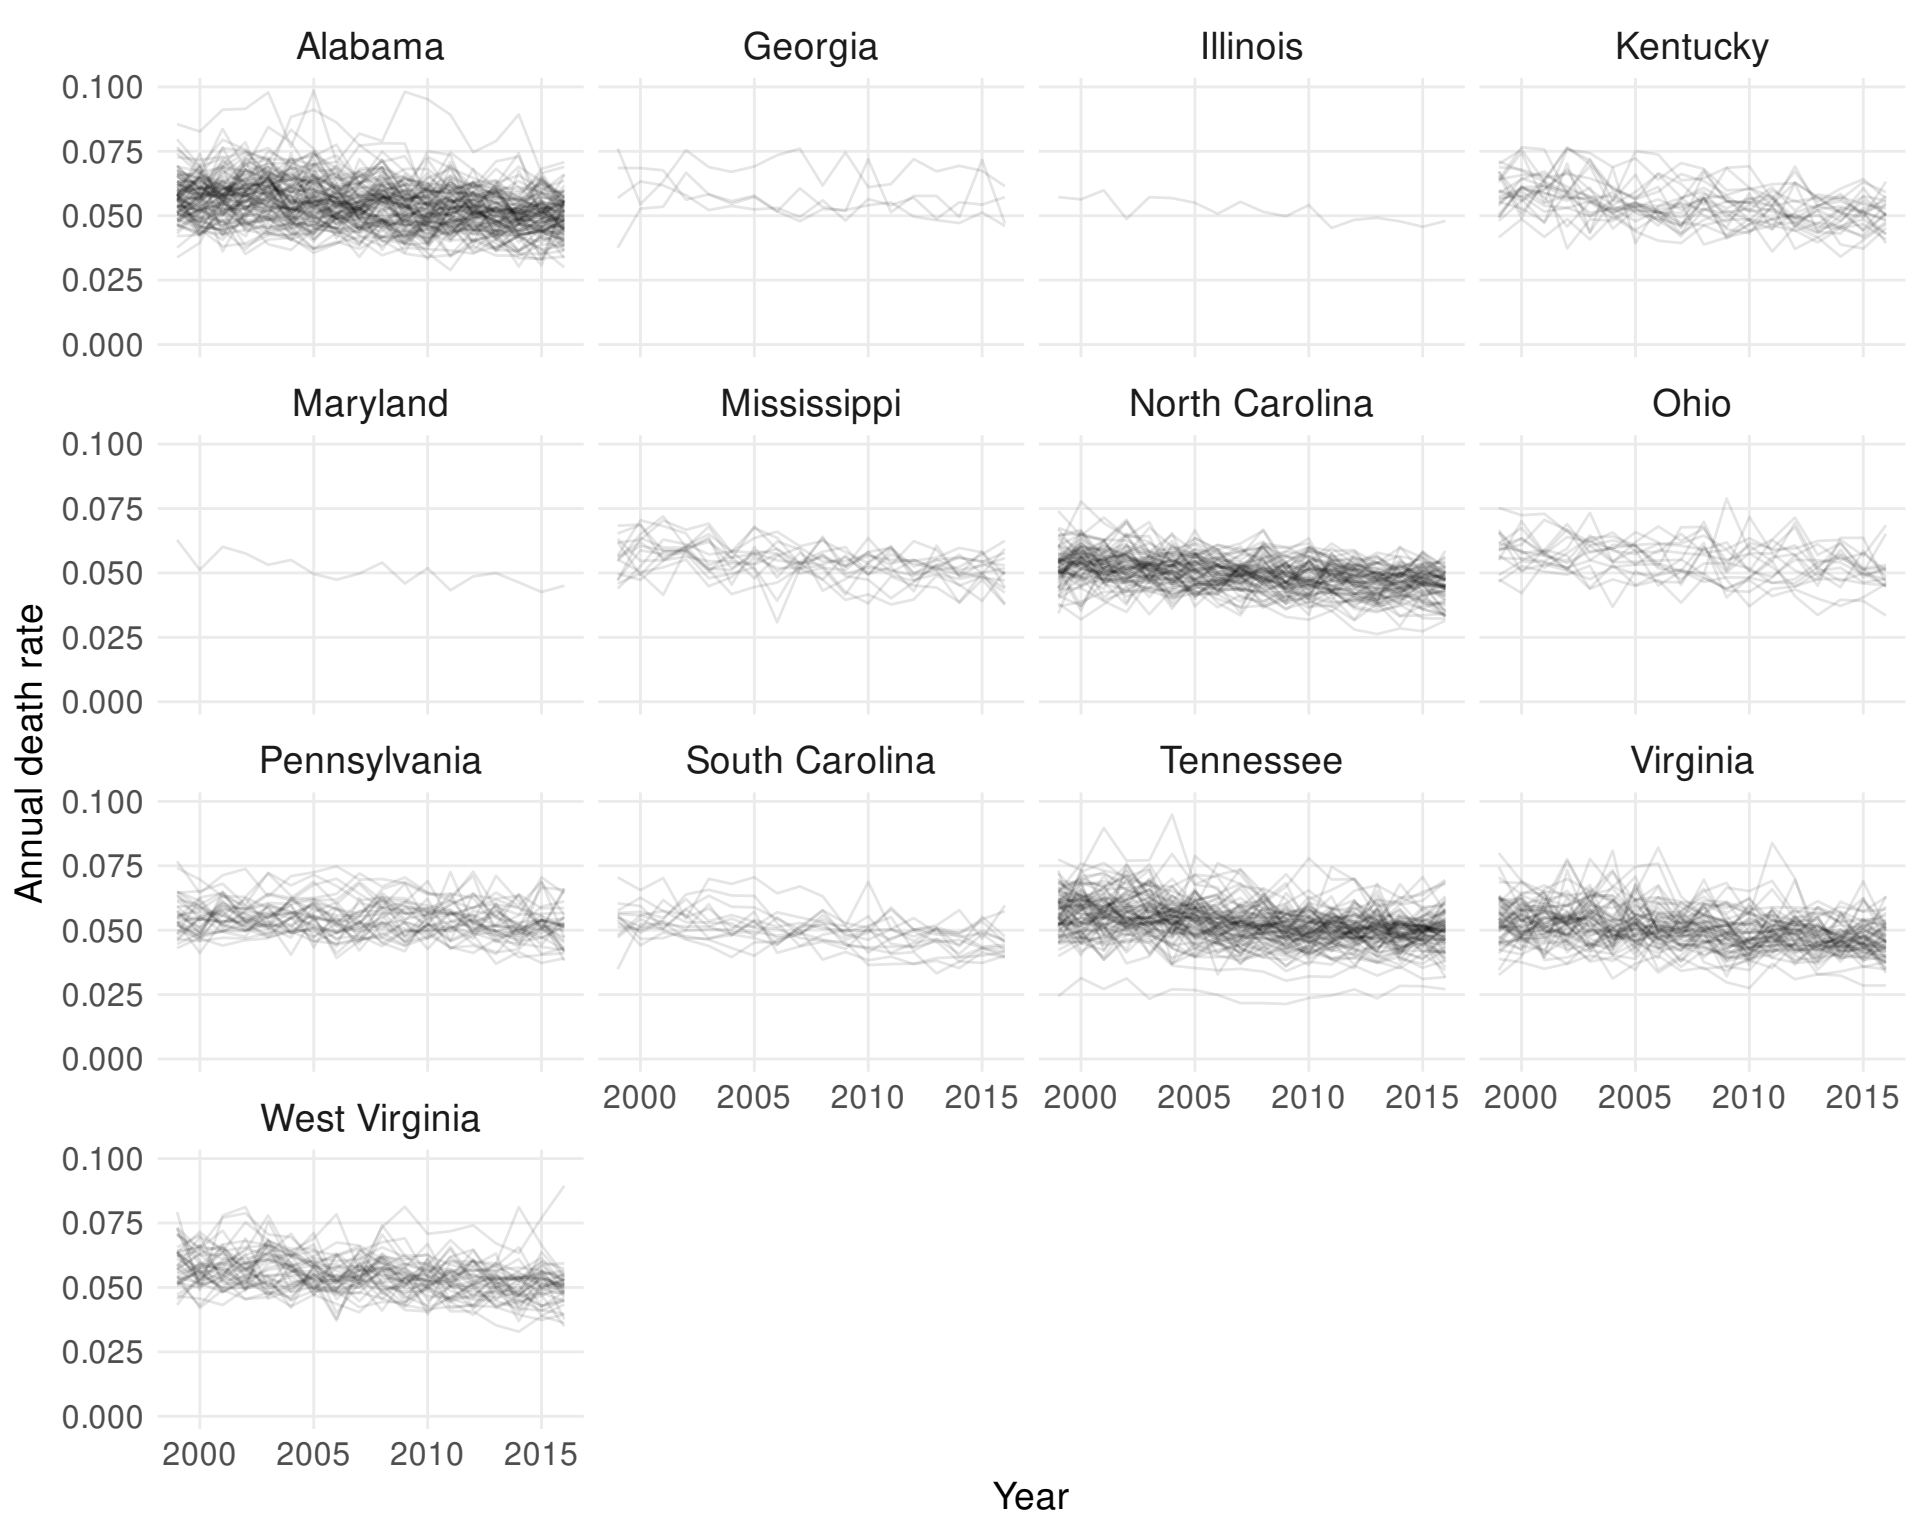 Alabama Georgia Illinois Kentucky
0.100
0.075
0.050
0.025
0.000
Maryland Mississippi North Carolina Ohio
0.100
0.075
0.050
0.025
0.000
Annual death rate
Pennsylvania South Carolina Tennessee Virginia
0.100
0.075
0.050
0.025
0.000
2000 2005 2010 2015 2000 2005 2010 2015 2000 2005 2010 2015
West Virginia
0.100
0.075
0.050
0.025
0.000
2000 2005 2010 2015
Year